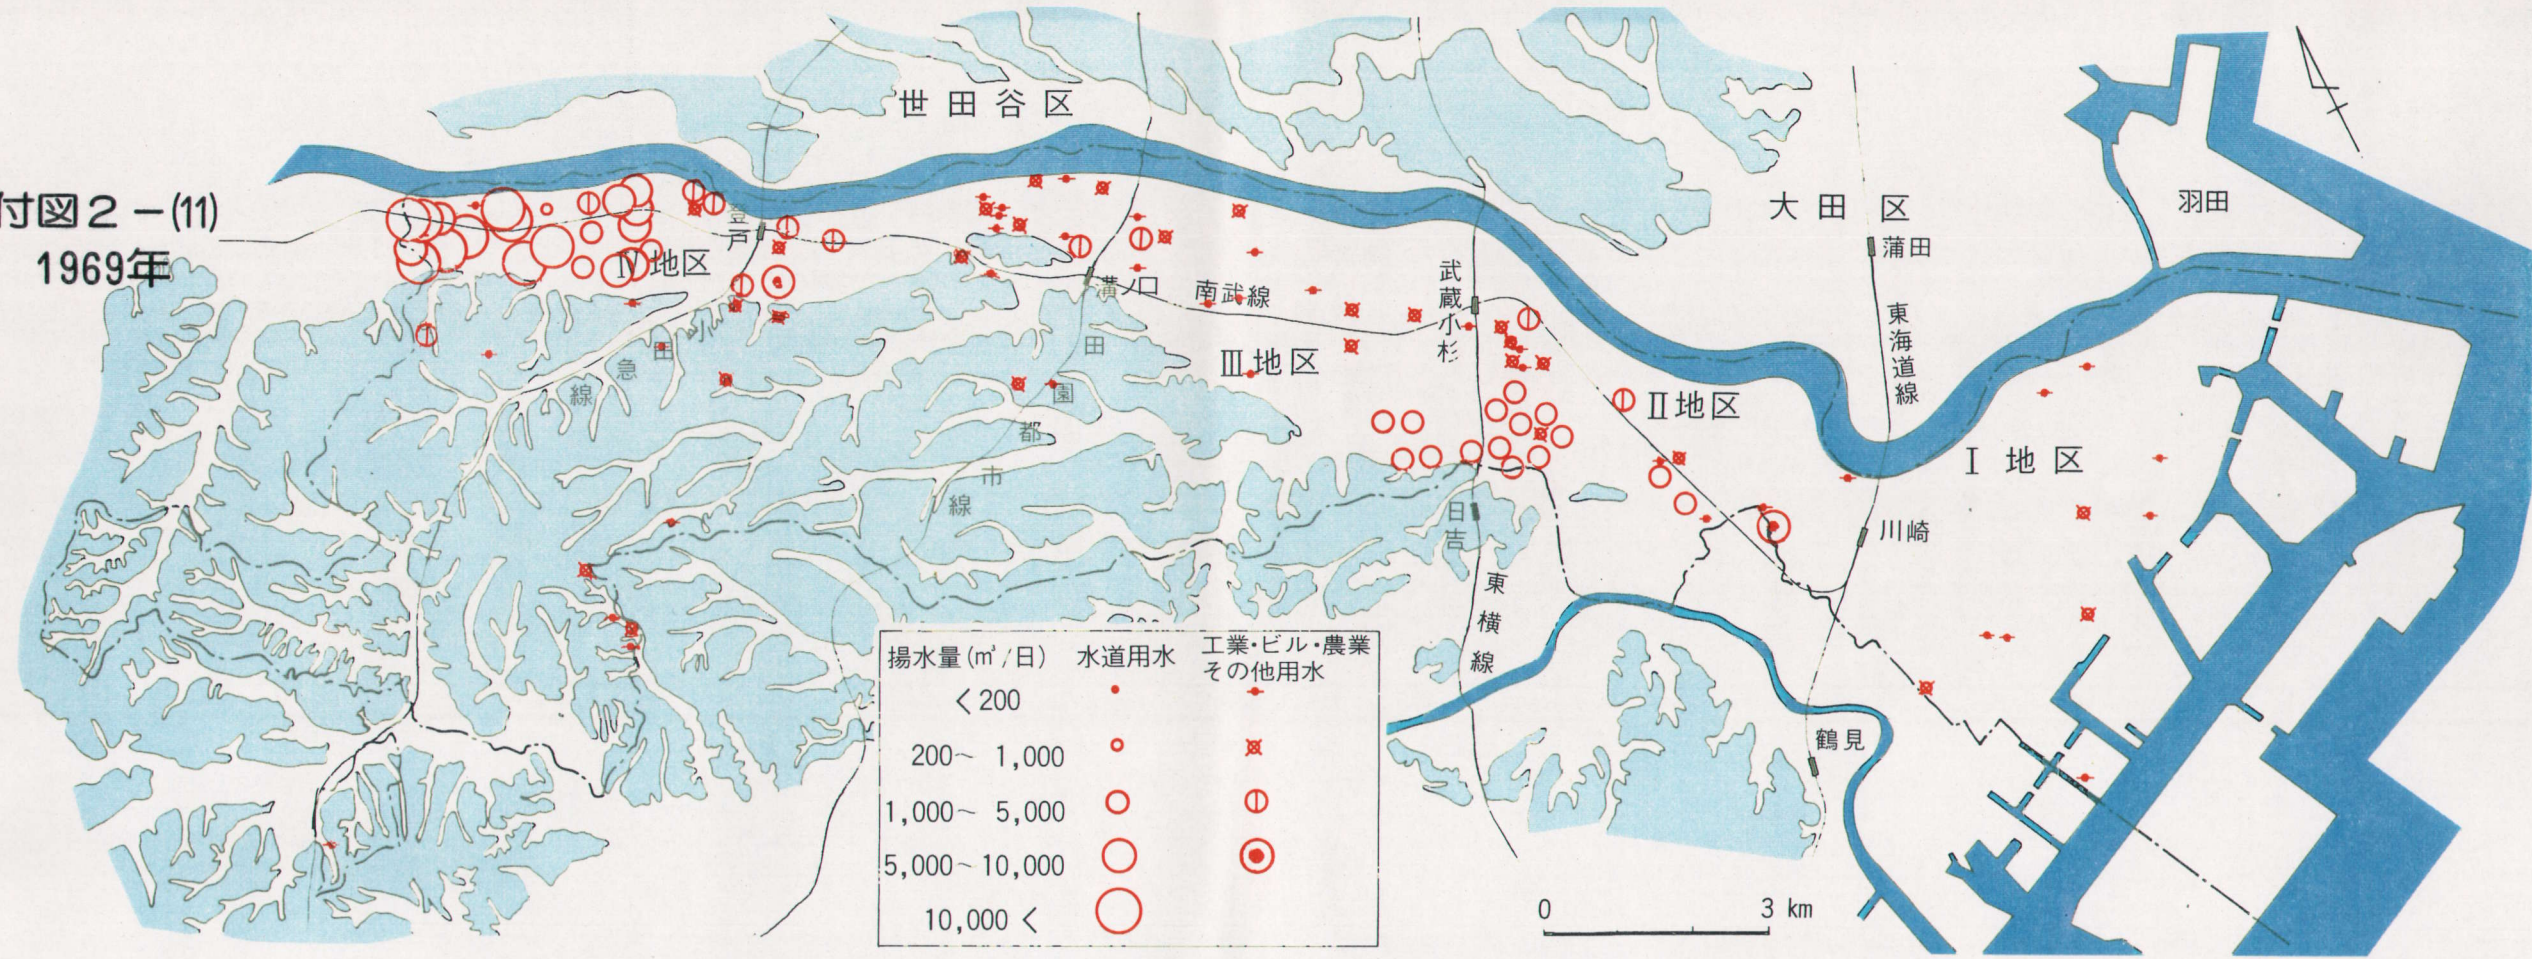 付図2-(11)
1969年
世田谷区
大田区
羽田
蒲田
東海道線
登戸
Ⅳ地区
溝ノ口
南武線
武蔵小杉
Ⅲ地区
Ⅱ地区
Ⅰ地区
小田急線
田園都市線
日吉
川崎
東横線
鶴見
揚水量(m³/日) 水道用水 工業・ビル・農業
その他用水
<200
200~ 1,000
1,000~ 5,000
5,000~10,000
10,000<
0 3 km